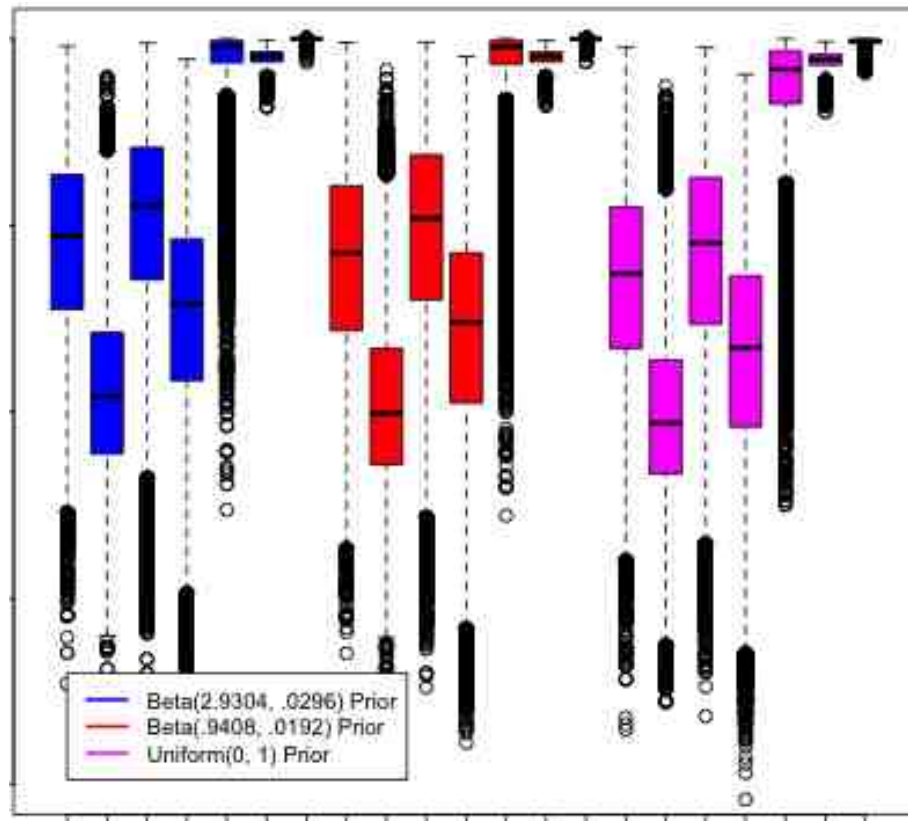 Beta(2.9304, .0296) Prior
Beta(.9408, .0192) Prior
Uniform(0, 1) Prior